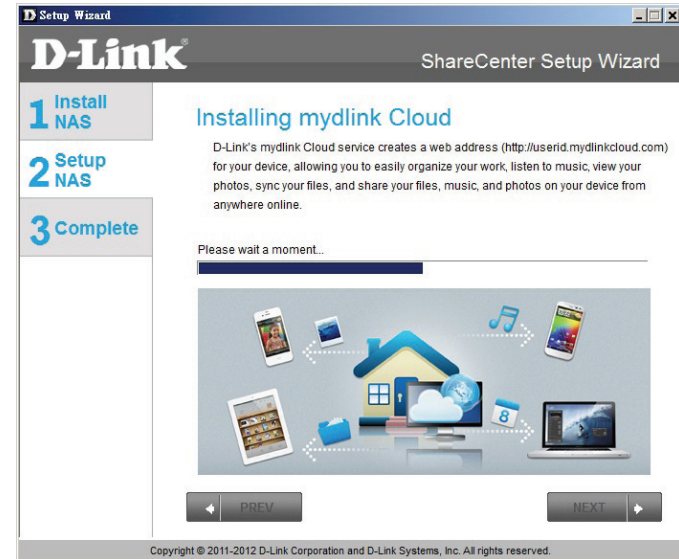 D Setup Wizard
D-Link®
ShareCenter Setup Wizard
1 Install
NAS
2 Setup
NAS
3 Complete
Installing mydlink Cloud
D-Link's mydlink Cloud service creates a web address (http://userid.mydlinkcloud.com)
for your device, allowing you to easily organize your work, listen to music, view your
photos, sync your files, and share your files, music, and photos on your device from
anywhere online.
Please wait a moment...
8
PREV
NEXT
Copyright © 2011-2012 D-Link Corporation and D-Link Systems, Inc. All rights reserved.